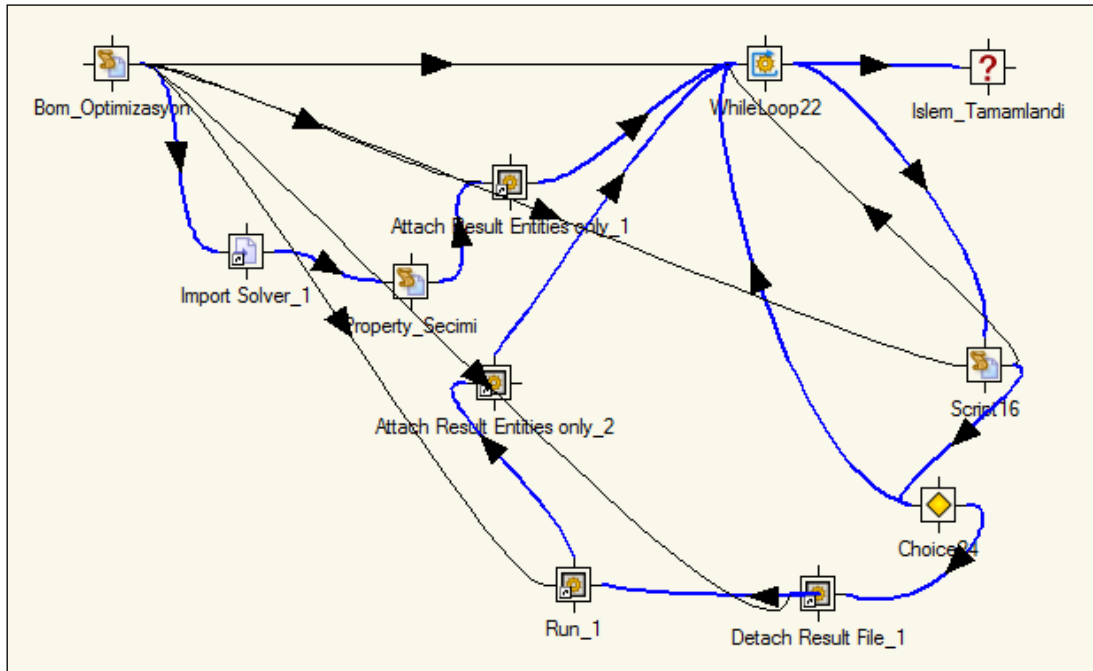 Bom_Optimizasyon
WhileLoop22
Islem_Tamamlandi
Attach Result Entities only_1
Import Solver_1
Property_Secimi
Attach Result Entities only_2
Script16
Choice24
Run_1
Detach Result File_1